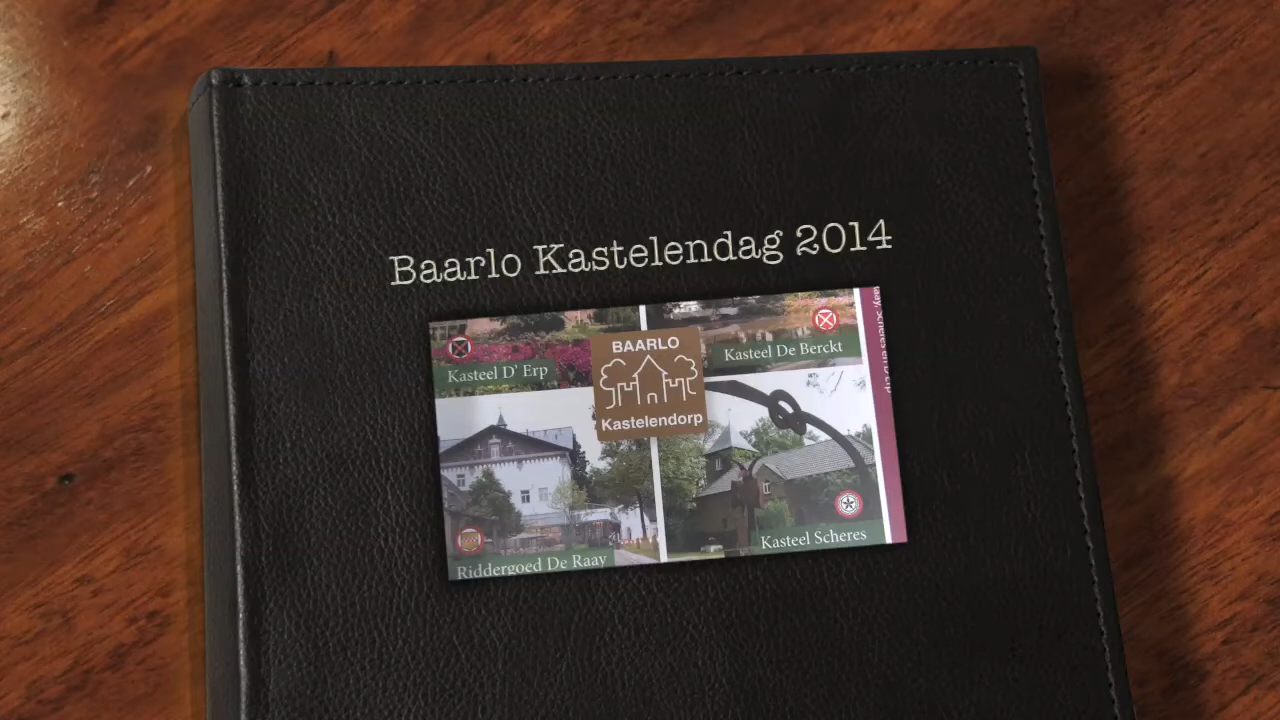 Baarlo Kastelendag 2014
BAARLO
Kastelendorp
Kasteel D' Erp
Kasteel De Berckt
Riddergoed De Raay
Kasteel Scheres